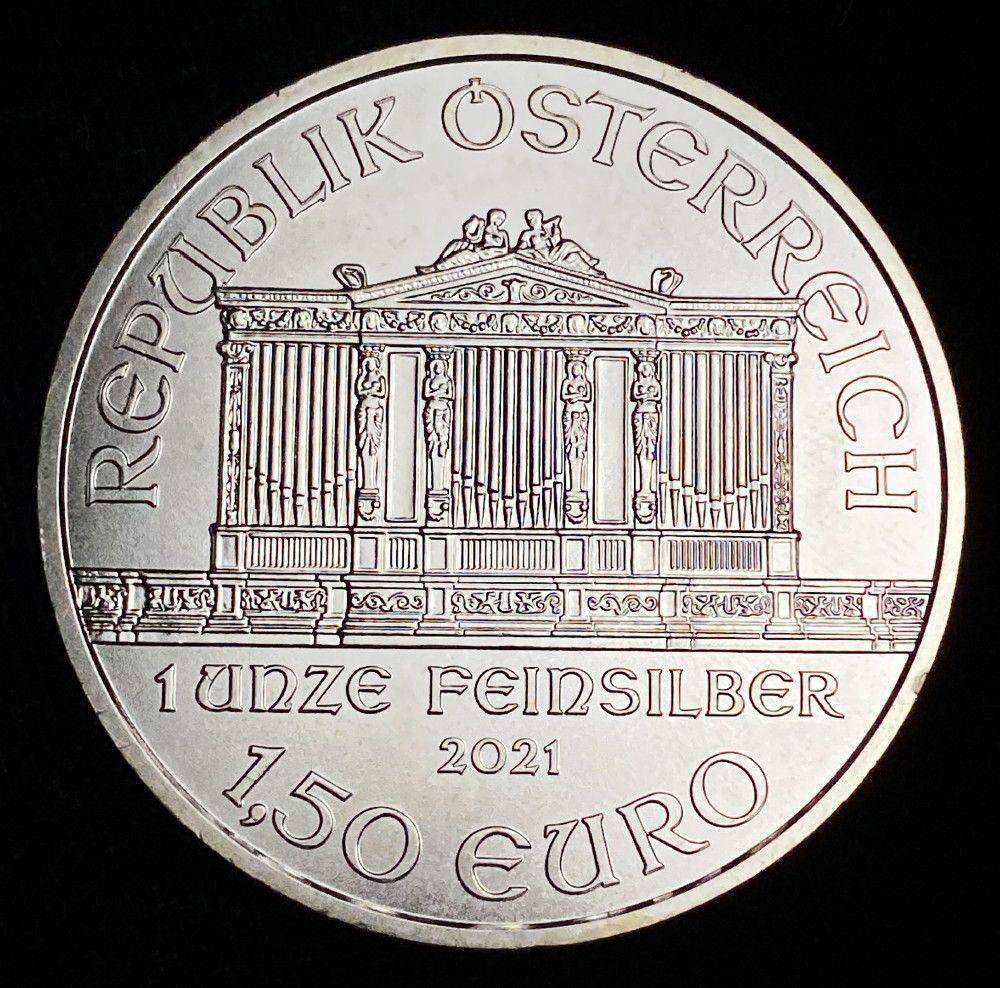 REPUBLIK ÖSTERREICH
1 UNZE FEINSILBER
2021
1,50 EURO